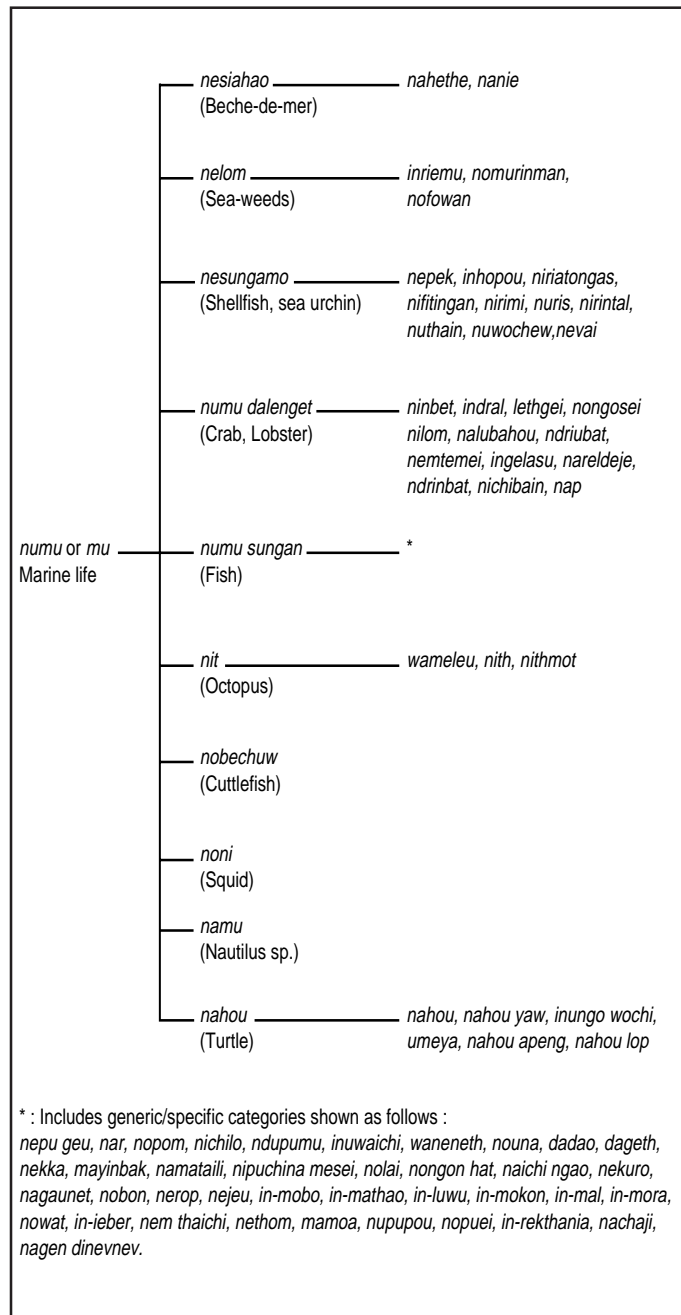 nesiahao nahethe, nanie
(Beche-de-mer)
nelom inriemu, nomurinman,
(Sea-weeds) nofowan
nesungamo nepek, inhopou, niriatongas,
(Shellfish, sea urchin) nifitingan, nirimi, nuris, nirintal,
nuthain, nuwochew,nevai
numu dalenget ninbet, indral, lethgei, nongosei
(Crab, Lobster) nilom, nalubahou, ndriubat,
nemtemei, ingelasu, nareldeje,
ndrinbat, nichibain, nap
numu or mu numu sungan *
Marine life (Fish)
nit wameleu, nith, nithmot
(Octopus)
nobechuw
(Cuttlefish)
noni
(Squid)
namu
(Nautilus sp.)
nahou nahou, nahou yaw, inungo wochi,
(Turtle) umeya, nahou apeng, nahou lop
* : Includes generic/specific categories shown as follows :
nepu geu, nar, nopom, nichilo, ndupumu, inuwaichi, waneneth, nouna, dadao, dageth,
nekka, mayinbak, namataili, nipuchina mesei, nolai, nongon hat, naichi ngao, nekuro,
nagaunet, nobon, nerop, nejeu, in-mobo, in-mathao, in-luwu, in-mokon, in-mal, in-mora,
nowat, in-ieber, nem thaichi, nethom, mamoa, nupupou, nopuei, in-rekthania, nachaji,
nagen dinevnev.